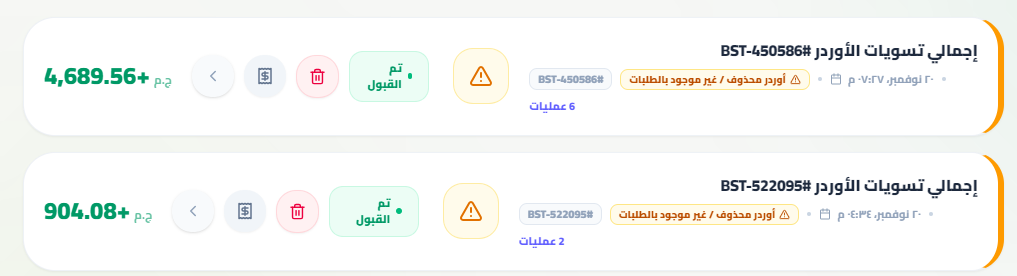 إجمالي تسويات الأوردر #BST-450586
٢٠ نوفمبر، ٠٧:٢٧ م • أوردر محذوف / غير موجود بالطلبات #BST-450586
6 عمليات
تم القبول
+4,689.56 ج.م
إجمالي تسويات الأوردر #BST-522095
٢٠ نوفمبر، ٠٤:٣٤ م • أوردر محذوف / غير موجود بالطلبات #BST-522095
2 عمليات
تم القبول
+904.08 ج.م